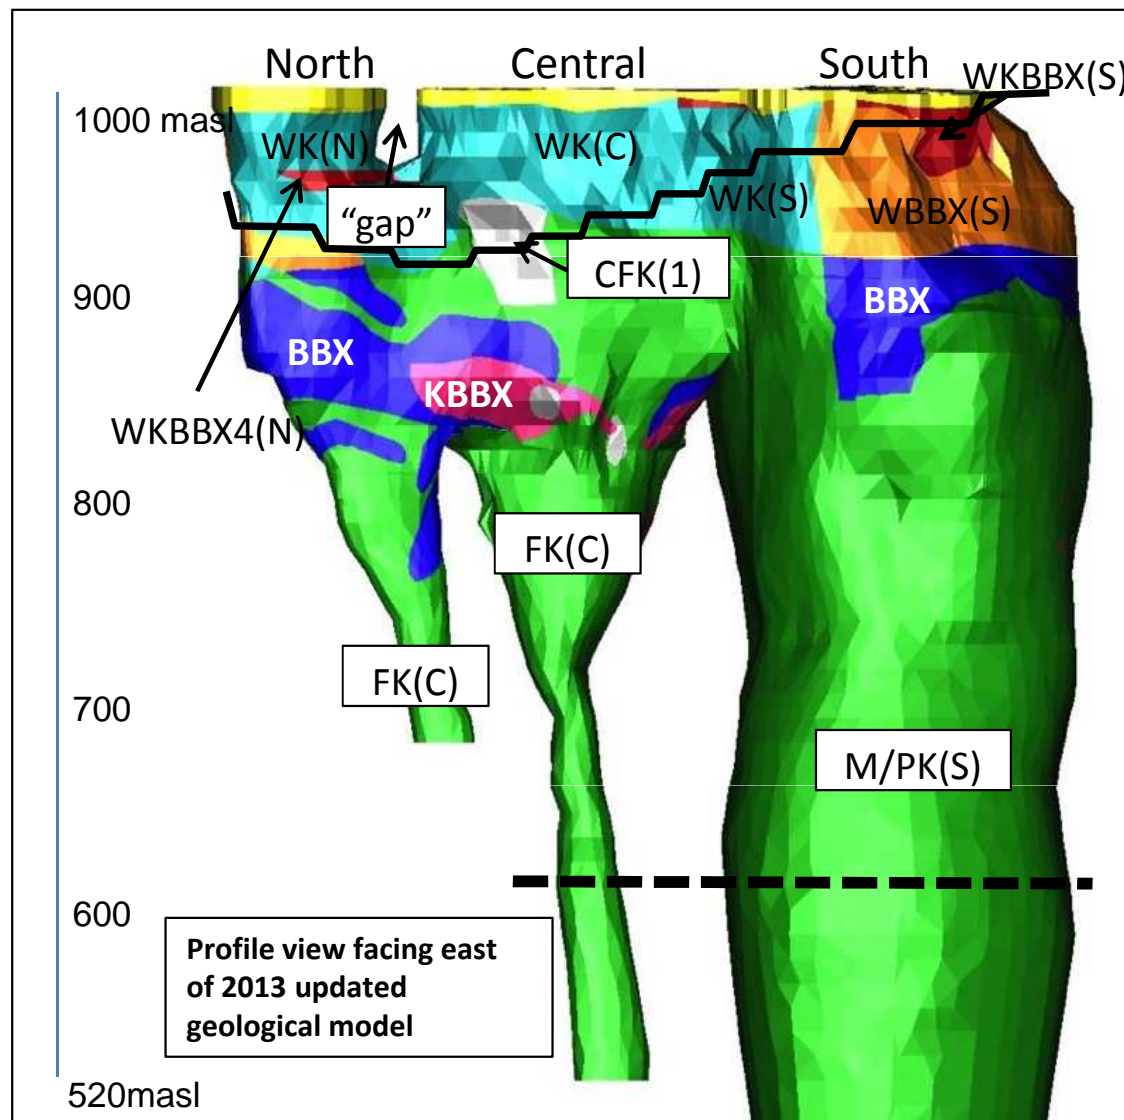 North Central South
WKBBX(S)
1000 masl
WK(N)
WK(C)
WK(S)
WBBX(S)
"gap"
CFK(1)
900
BBX
BBX
KBBX
WKBBX4(N)
800
FK(C)
FK(C)
700
M/PK(S)
600
Profile view facing east
of 2013 updated
geological model
520masl